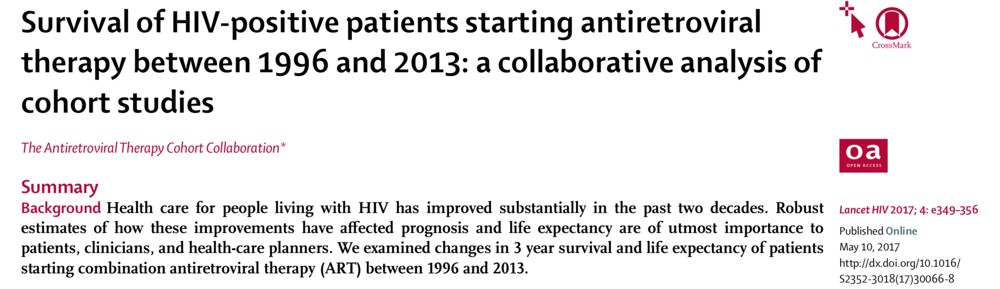 Survival of HIV-positive patients starting antiretroviral
therapy between 1996 and 2013: a collaborative analysis of
cohort studies
CrossMark
The Antiretroviral Therapy Cohort Collaboration*
oa
OPEN ACCESS
Summary
Background Health care for people living with HIV has improved substantially in the past two decades. Robust
estimates of how these improvements have affected prognosis and life expectancy are of utmost importance to
patients, clinicians, and health-care planners. We examined changes in 3 year survival and life expectancy of patients
starting combination antiretroviral therapy (ART) between 1996 and 2013.
Lancet HIV 2017; 4: e349–356
Published Online
May 10, 2017
http://dx.doi.org/10.1016/
S2352-3018(17)30066-8